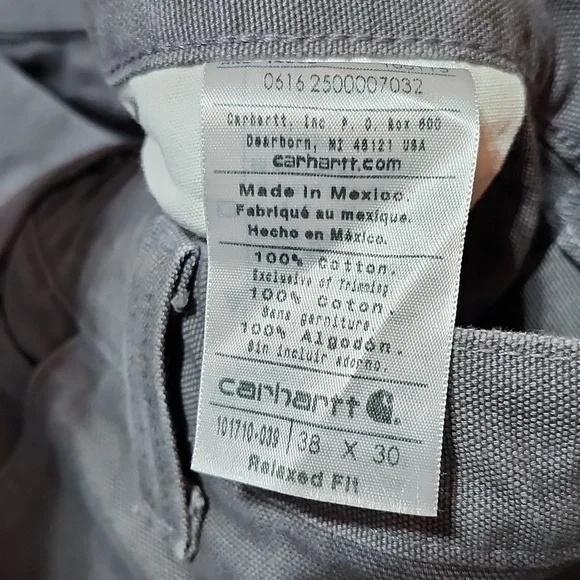 0616 2500007032
Carhartt, Inc P. O. Box 600
Dearborn, MI 48121 USA
carhartt.com
Made in Mexico.
Fabriqué au mexique.
Hecho en México.
100% Cotton.
Exclusive of Trimming
100% Coton.
Sans garniture
100% Algodón.
Sin incluir adorno.
carhartt
101710-039 38 X 30
Relaxed Fit